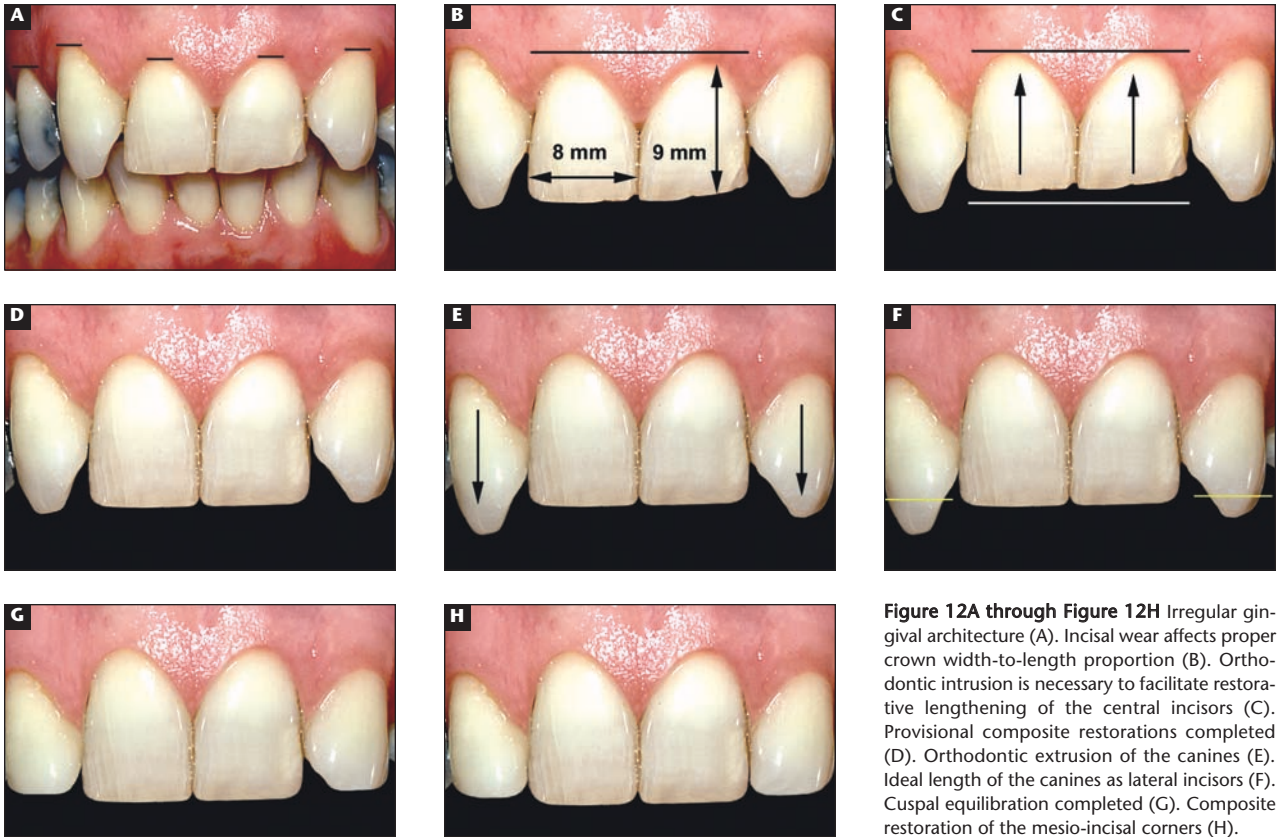 A
B
8 mm
9 mm
C
D
E
F
G
H
Figure 12A through Figure 12H Irregular gin-
gival architecture (A). Incisal wear affects proper
crown width-to-length proportion (B). Ortho-
dontic intrusion is necessary to facilitate restora-
tive lengthening of the central incisors (C).
Provisional composite restorations completed
(D). Orthodontic extrusion of the canines (E).
Ideal length of the canines as lateral incisors (F).
Cuspal equilibration completed (G). Composite
restoration of the mesio-incisal corners (H).